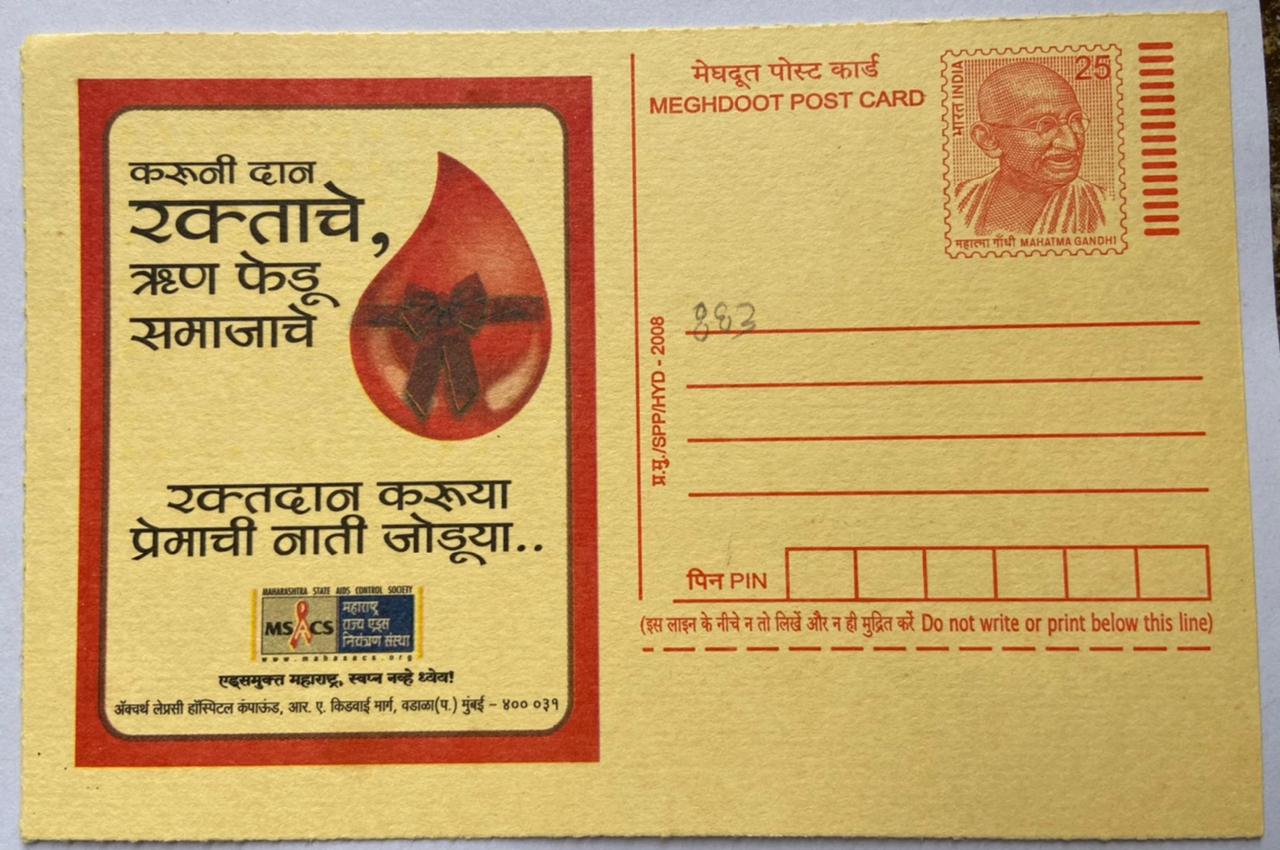 करूनी दान
रक्ताचे,
ऋण फेडू
समाजाचे
रक्तदान करूया
प्रेमाची नाती जोडूया..
MAHARASHTRA STATE AIDS CONTROL SOCIETY
MSACS
महाराष्ट्र
राज्य एड्स
नियंत्रण संस्था
www.mahasacs.org
एड्समुक्त महाराष्ट्र, स्वप्न नव्हे ध्येय!
अ‍ॅक्वर्थ लेप्रसी हॉस्पिटल कंपाऊंड, आर. ए. किडवाई मार्ग, वडाळा(प.) मुंबई - ४०० ०३१
मेघदूत पोस्ट कार्ड
MEGHDOOT POST CARD
25
भारत INDIA
महात्मा गाँधी MAHATMA GANDHI
883
प्र.मु./SPP/HYD - 2008
पिन PIN
(इस लाइन के नीचे न तो लिखें और न ही मुद्रित करें Do not write or print below this line)